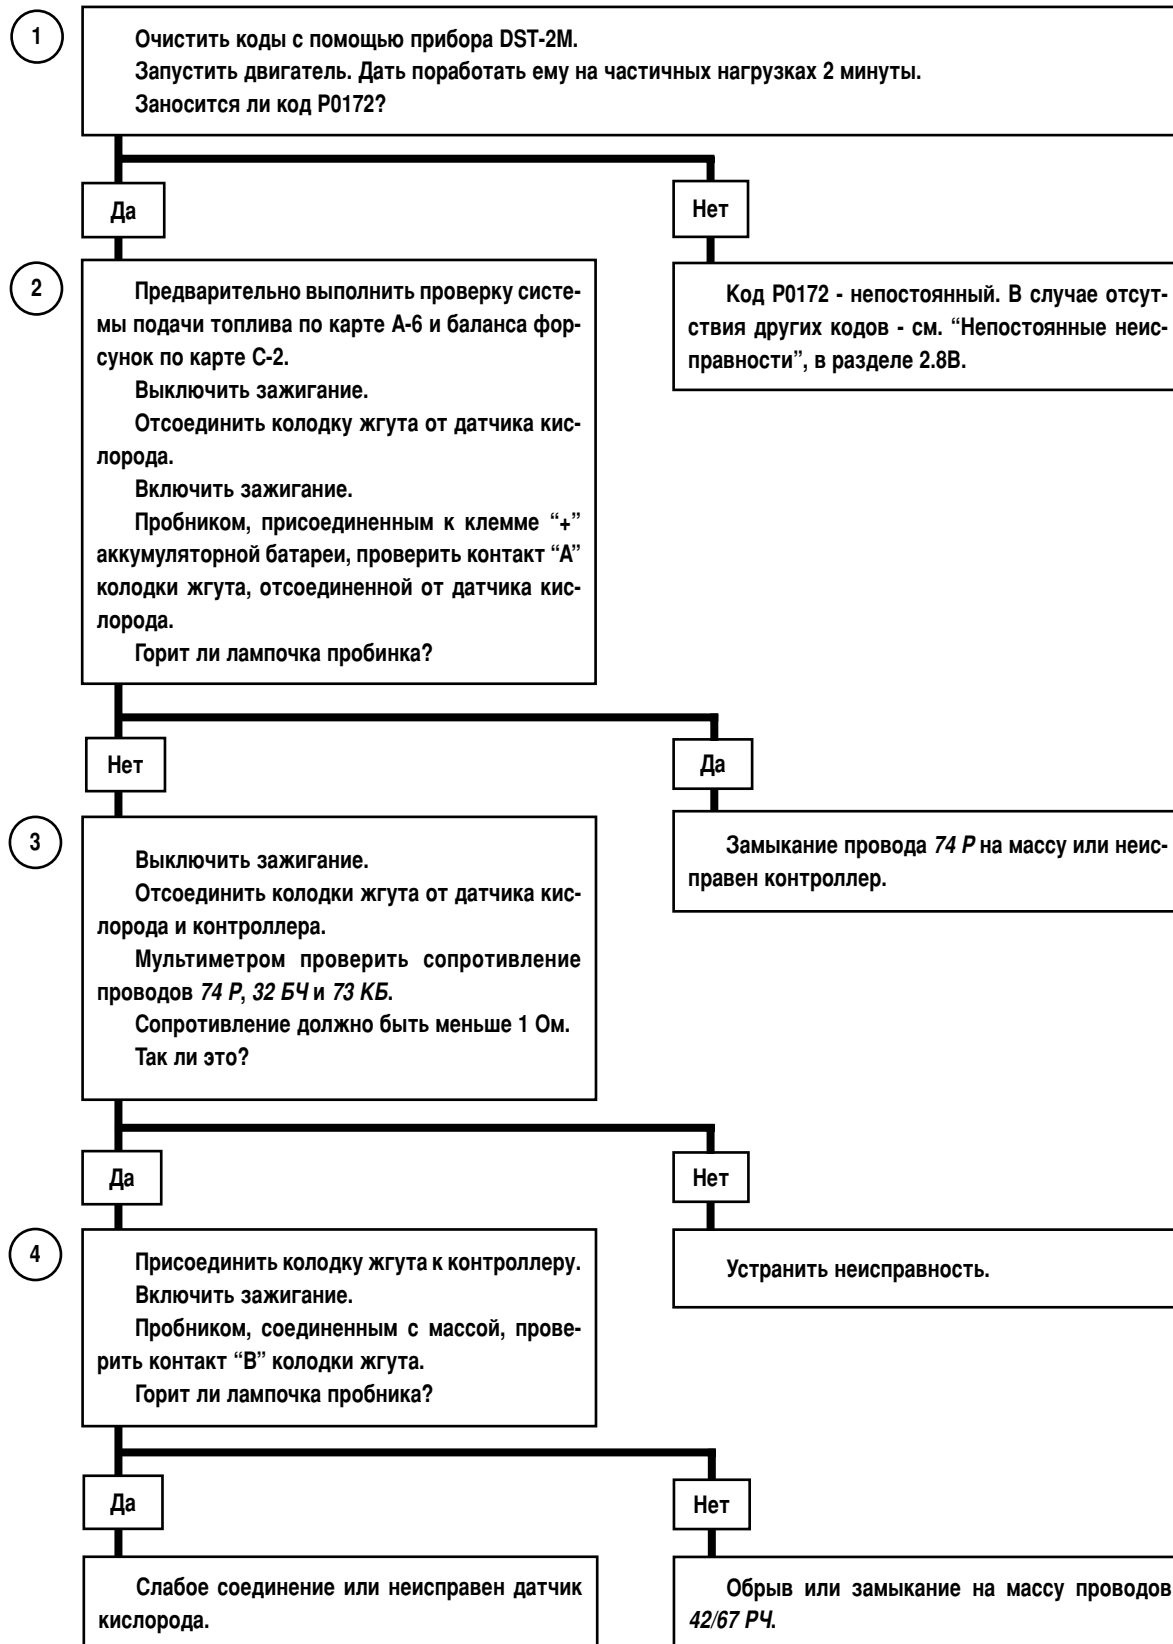 1
Очистить коды с помощью прибора DST-2M.
Запустить двигатель. Дать поработать ему на частичных нагрузках 2 минуты.
Заносится ли код P0172?
Да
Нет
2
Предварительно выполнить проверку систе-
мы подачи топлива по карте А-6 и баланса фор-
сунок по карте С-2.
Выключить зажигание.
Отсоединить колодку жгута от датчика кис-
лорода.
Включить зажигание.
Пробником, присоединенным к клемме “+”
аккумуляторной батареи, проверить контакт “А”
колодки жгута, отсоединенной от датчика кис-
лорода.
Горит ли лампочка пробинка?
Код P0172 - непостоянный. В случае отсут-
ствия других кодов - см. “Непостоянные неис-
правности”, в разделе 2.8В.
Нет
Да
3
Выключить зажигание.
Отсоединить колодки жгута от датчика кис-
лорода и контроллера.
Мультиметром проверить сопротивление
проводов 74 Р, 32 БЧ и 73 КБ.
Сопротивление должно быть меньше 1 Ом.
Так ли это?
Замыкание провода 74 Р на массу или неис-
правен контроллер.
Да
Нет
4
Присоединить колодку жгута к контроллеру.
Включить зажигание.
Пробником, соединенным с массой, прове-
рить контакт “В” колодки жгута.
Горит ли лампочка пробника?
Устранить неисправность.
Да
Нет
Слабое соединение или неисправен датчик
кислорода.
Обрыв или замыкание на массу проводов
42/67 РЧ.